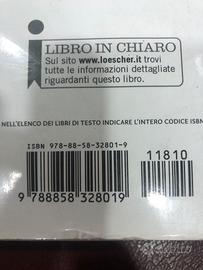 LIBRO IN CHIARO
Sul sito www.loescher.it trovi
tutte le informazioni dettagliate
riguardanti questo libro.
NELL'ELENCO DEI LIBRI DI TESTO INDICARE L'INTERO CODICE ISBN
ISBN 978-88-58-32801-9
11810
9 788858 328019